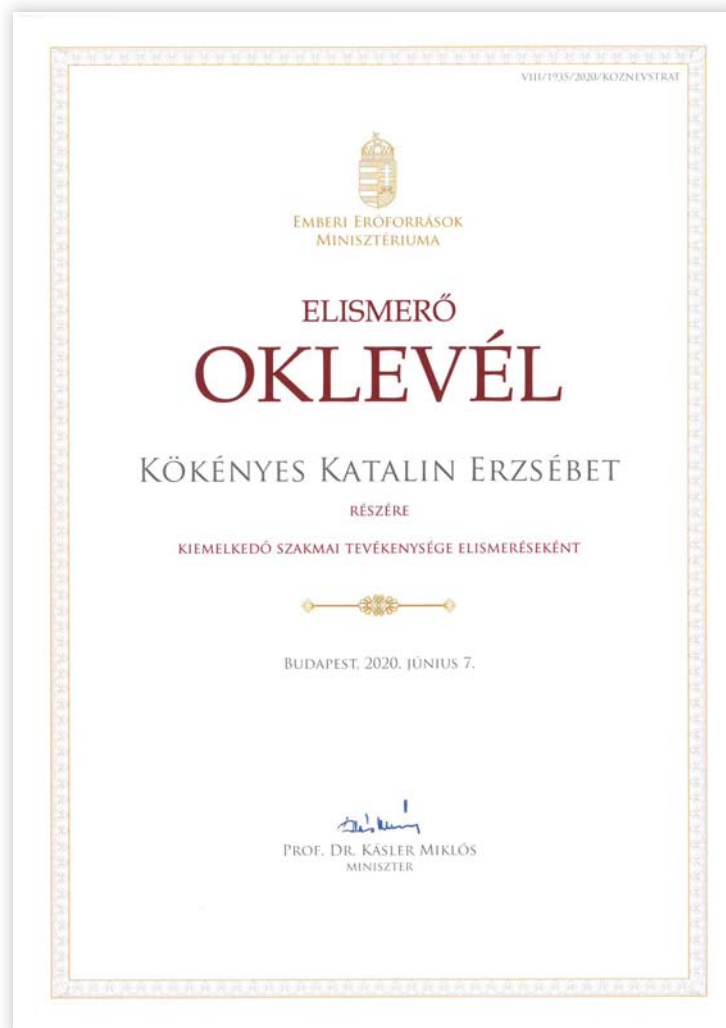 VIII/1935/2020/KOZNEVSTRAT
EMBERI ERŐFORRÁSOK
MINISZTÉRIUMA
ELISMERŐ
OKLEVÉL
KÖKÉNYES KATALIN ERZSÉBET
RÉSZÉRE
KIEMELKEDŐ SZAKMAI TEVÉKENYSÉGE ELISMERÉSEKÉNT
BUDAPEST, 2020. JÚNIUS 7.
PROF. DR. KÁSLER MIKLÓS
MINISZTER